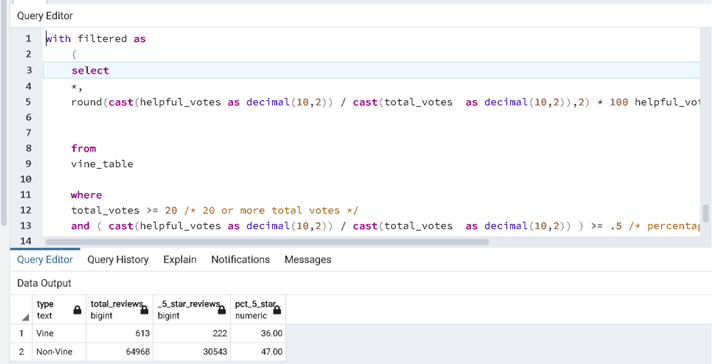 Query Editor
1 with filtered as
2 (
3 select
4 *,
5 round(cast(helpful_votes as decimal(10,2)) / cast(total_votes  as decimal(10,2)),2) * 100 helpful_vot
6
7
8 from
9 vine_table
10
11 where
12 total_votes >= 20 /* 20 or more total votes */
13 and ( cast(helpful_votes as decimal(10,2)) / cast(total_votes  as decimal(10,2)) ) >= .5 /* percentag
14
Query Editor Query History Explain Notifications Messages
Data Output
type total_reviews _5_star_reviews pct_5_star
text bigint bigint numeric
1 Vine 613 222 36.00
2 Non-Vine 64968 30543 47.00